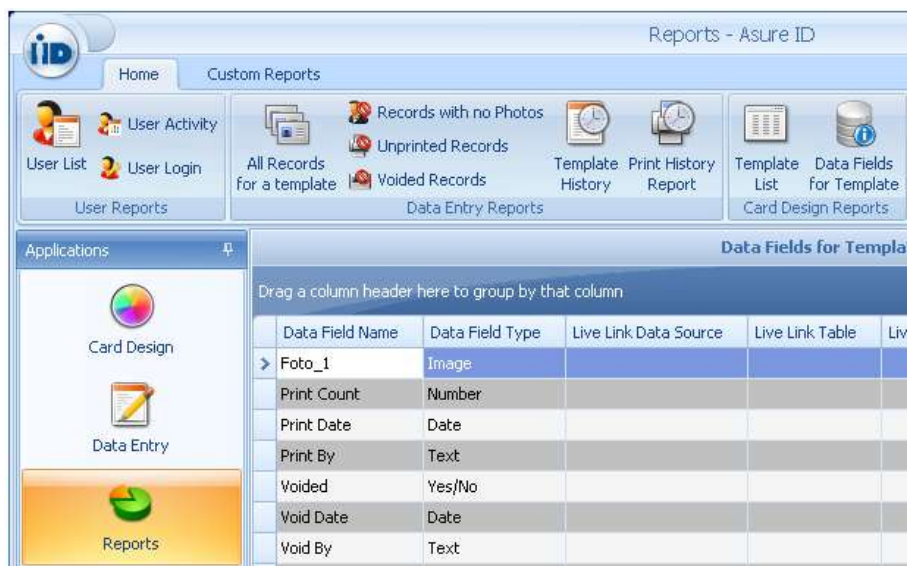 Reports - Asure ID
iiD
Home Custom Reports
User List
User Activity
User Login
User Reports
All Records
for a template
Records with no Photos
Unprinted Records
Voided Records
Template
History
Print History
Report
Data Entry Reports
Template
List
Data Fields
for Template
Card Design Reports
Applications
Card Design
Data Entry
Reports
Data Fields for Templa
Drag a column header here to group by that column
Data Field Name Data Field Type Live Link Data Source Live Link Table Liv
Foto_1 Image
Print Count Number
Print Date Date
Print By Text
Voided Yes/No
Void Date Date
Void By Text